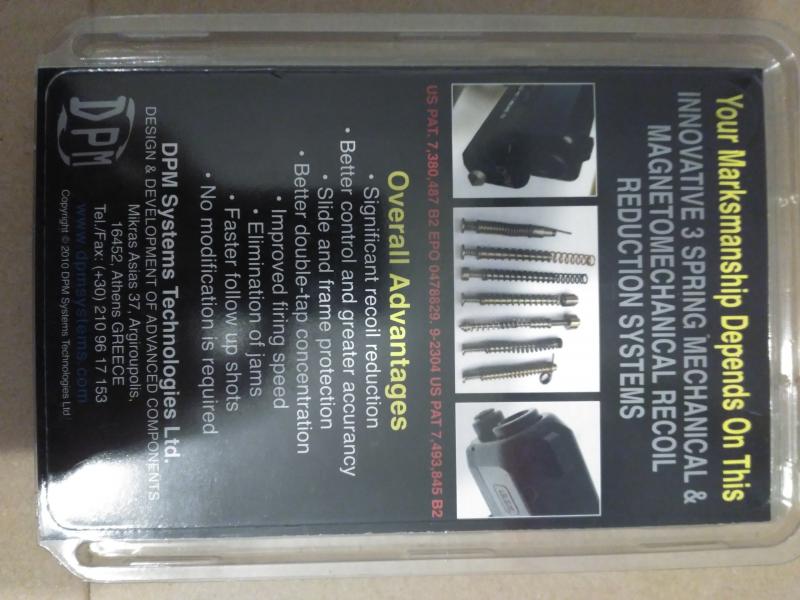 Your Marksmanship Depends On This
INNOVATIVE 3 SPRING MECHANICAL &
MAGNETOMECHANICAL RECOIL
REDUCTION SYSTEMS
US PAT. 7,380,487 B2 EPO 0478829. 9-2304 US PAT 7,493,845 B2
Overall Advantages
• Significant recoil reduction
• Better control and greater accurancy
• Slide and frame protection
• Better double-tap concentration
• Improved firing speed
• Elimination of jams
• Faster follow up shots
• No modification is required
DPM
DPM Systems Technologies Ltd.
DESIGN & DEVELOPMENT OF ADVANCED COMPONENTS
Mikras Asias 37, Argiroupolis,
16452, Athens GREECE
Tel./Fax: (+30) 210 96 17 153
www.dpmsystems.com
Copyright © 2010 DPM Systems Technologies Ltd